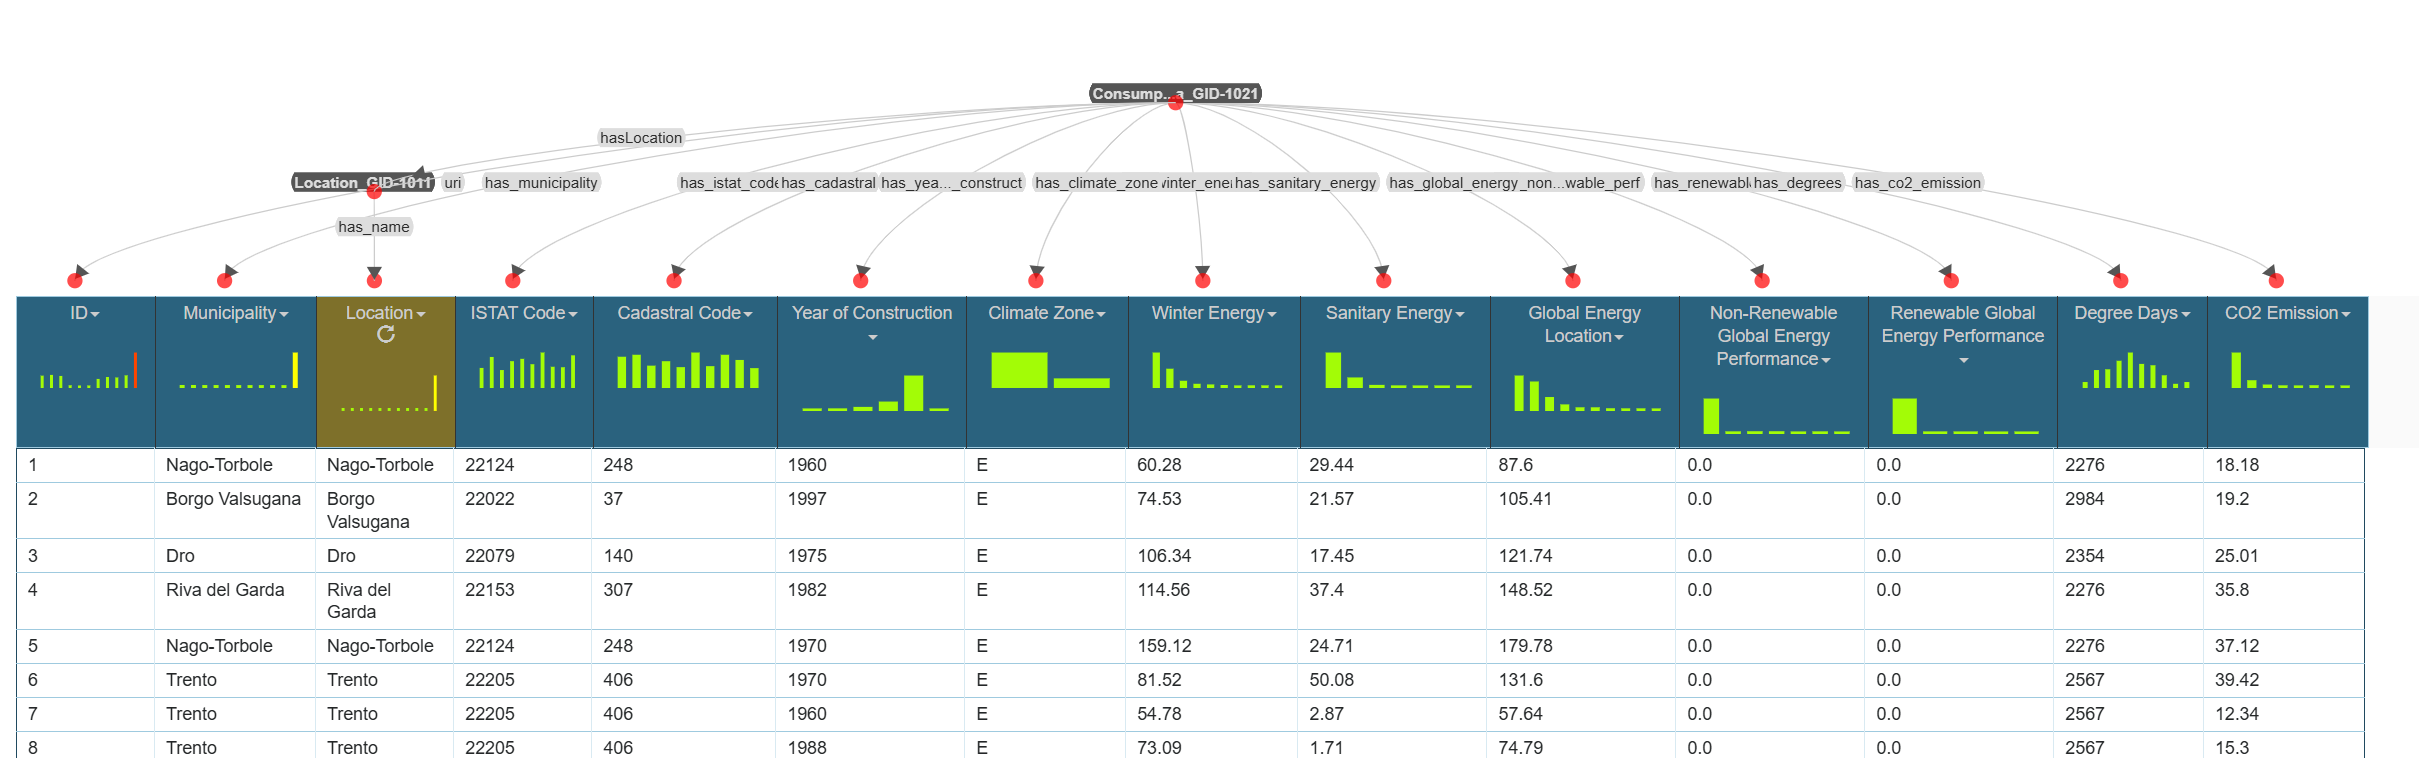 Consump...a_GID-1021
hasLocation
Location_GID-1011 uri has_municipality has_istat_code has_cadastral has_yea..._construct has_climate_zone has_sanitary_energy has_global_energy _non...wable_perf has_renewabl has_degrees has_co2_emission
has_name
ID Municipality Location ISTAT Code Cadastral Code Year of Construction Climate Zone Winter Energy Sanitary Energy Global Energy Location Non-Renewable Global Energy Performance Renewable Global Energy Performance Degree Days CO2 Emission
1 Nago-Torbole Nago-Torbole 22124 248 1960 E 60.28 29.44 87.6 0.0 0.0 2276 18.18
2 Borgo Valsugana Borgo Valsugana 22022 37 1997 E 74.53 21.57 105.41 0.0 0.0 2984 19.2
3 Dro Dro 22079 140 1975 E 106.34 17.45 121.74 0.0 0.0 2354 25.01
4 Riva del Garda Riva del Garda 22153 307 1982 E 114.56 37.4 148.52 0.0 0.0 2276 35.8
5 Nago-Torbole Nago-Torbole 22124 248 1970 E 159.12 24.71 179.78 0.0 0.0 2276 37.12
6 Trento Trento 22205 406 1970 E 81.52 50.08 131.6 0.0 0.0 2567 39.42
7 Trento Trento 22205 406 1960 E 54.78 2.87 57.64 0.0 0.0 2567 12.34
8 Trento Trento 22205 406 1988 E 73.09 1.71 74.79 0.0 0.0 2567 15.3